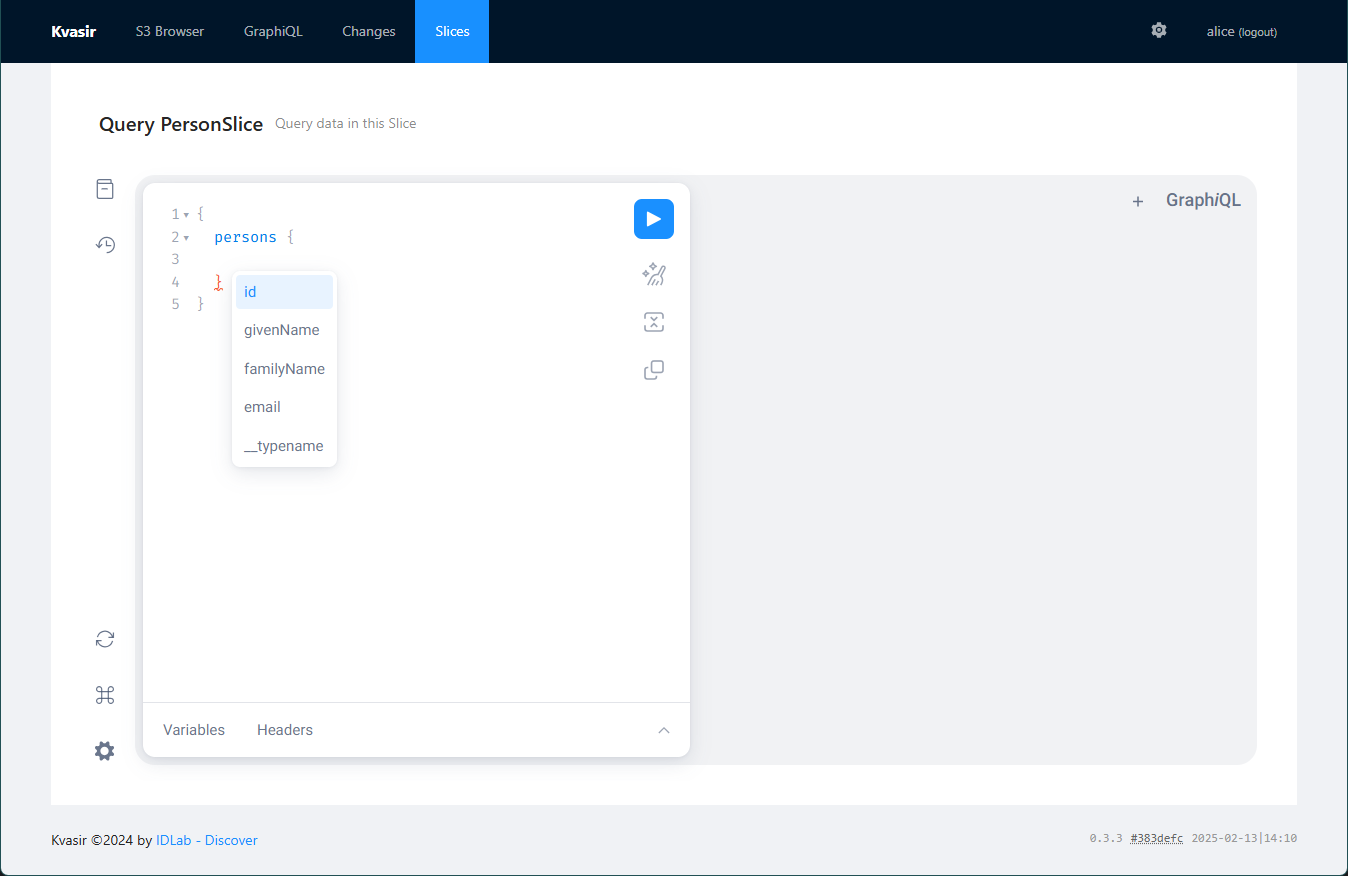 Kvasir S3 Browser GraphiQL Changes Slices alice (logout)
Query PersonSlice Query data in this Slice
+ GraphiQL
1 {
2 persons {
3
4 }
5 }
id
givenName
familyName
email
__typename
Variables Headers
Kvasir ©2024 by IDLab - Discover 0.3.3 #383defc 2025-02-13|14:10